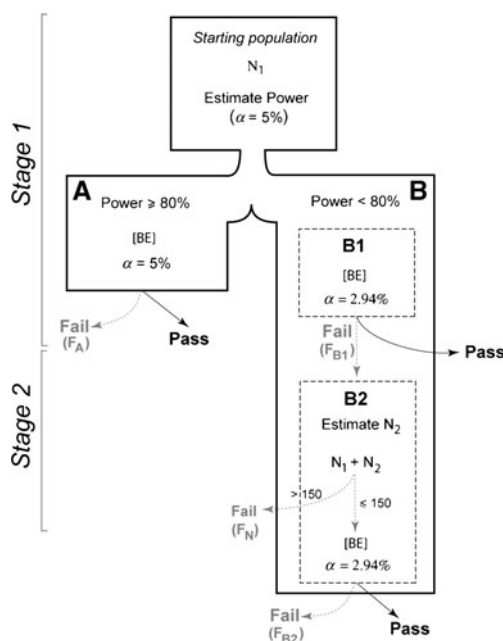 Stage 1
Starting population
N1
Estimate Power
(α = 5%)
A
Power ⩾ 80%
[BE]
α = 5%
Fail
(FA)
Pass
B
Power < 80%
B1
[BE]
α = 2.94%
Fail
(FB1)
Pass
Stage 2
B2
Estimate N2
N1 + N2
> 150
≤ 150
Fail
(FN)
[BE]
α = 2.94%
Fail
(FB2)
Pass